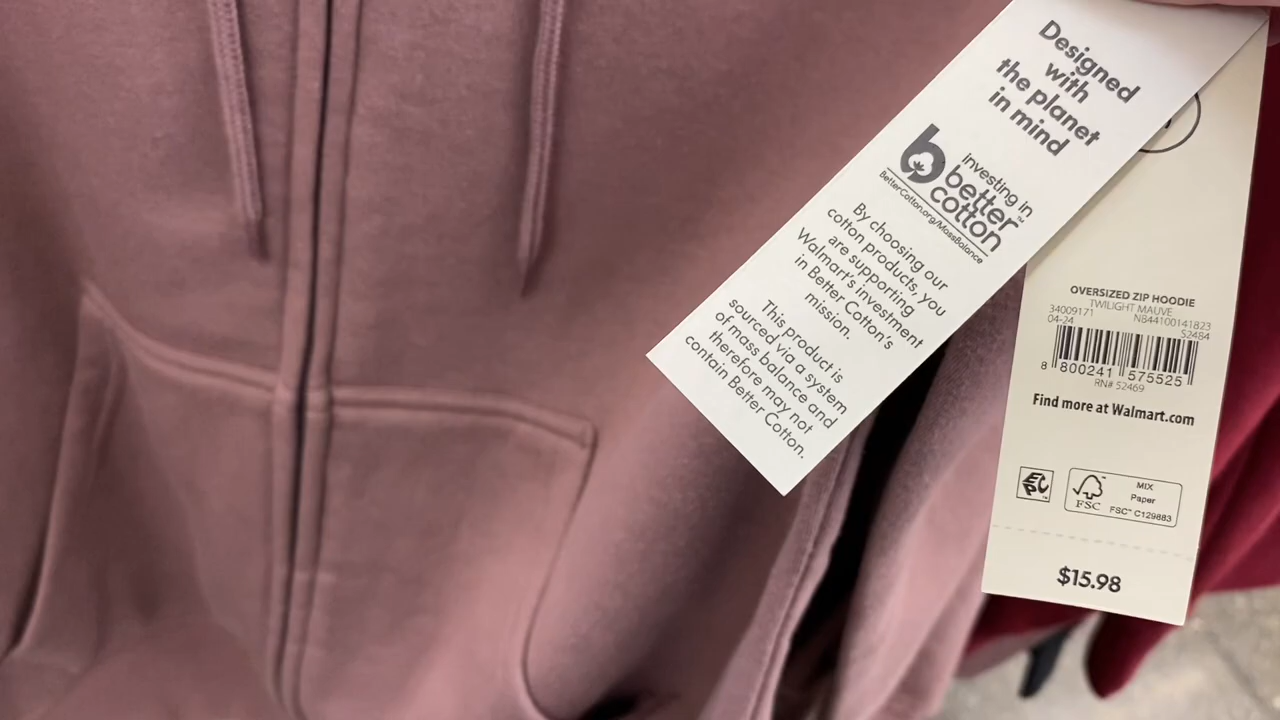 Designed
with
the planet
in mind
investing in
better
cotton™
BetterCotton.org/MassBalance
By choosing our
cotton products, you
are supporting
Walmart's investment
in Better Cotton's
mission.
This product is
sourced via a system
of mass balance and
therefore may not
contain Better Cotton.
OVERSIZED ZIP HOODIE
TWILIGHT MAUVE
34009171 NB44100141823
04-24 S2484
8 800241 575525
RN# 52469
Find more at Walmart.com
EPC™
FSC
MIX
Paper
FSC™ C129883
$15.98